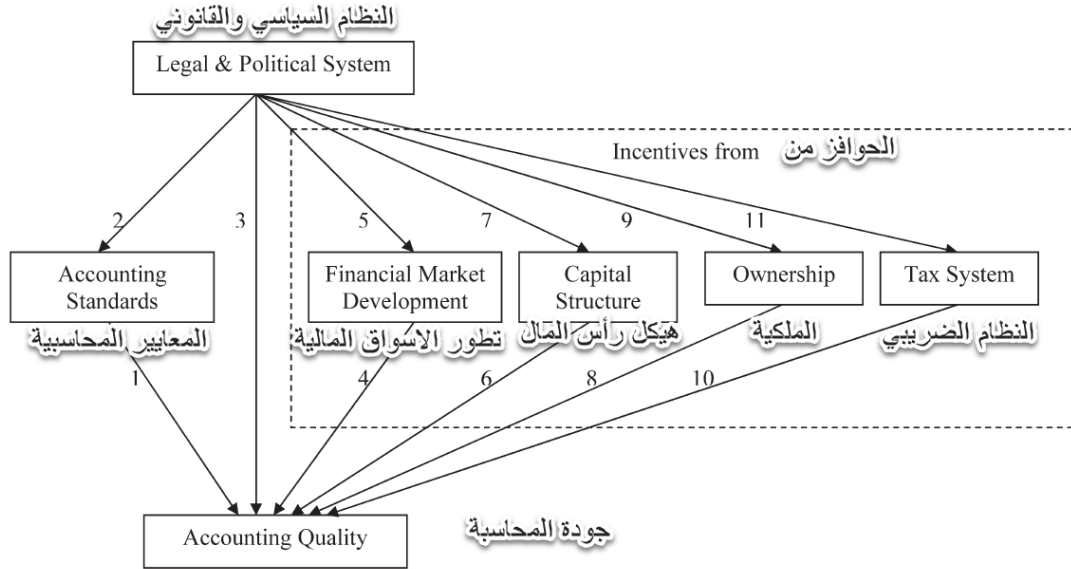 النظام السياسي والقانوني
Legal & Political System
Incentives from الحوافز من
2 3 5 7 9 11
Accounting
Standards
المعايير المحاسبية
Financial Market
Development
تطور الاسواق المالية
Capital
Structure
هيكل رأس المال
Ownership
الملكية
Tax System
النظام الضريبي
1 4 6 8 10
Accounting Quality
جودة المحاسبة